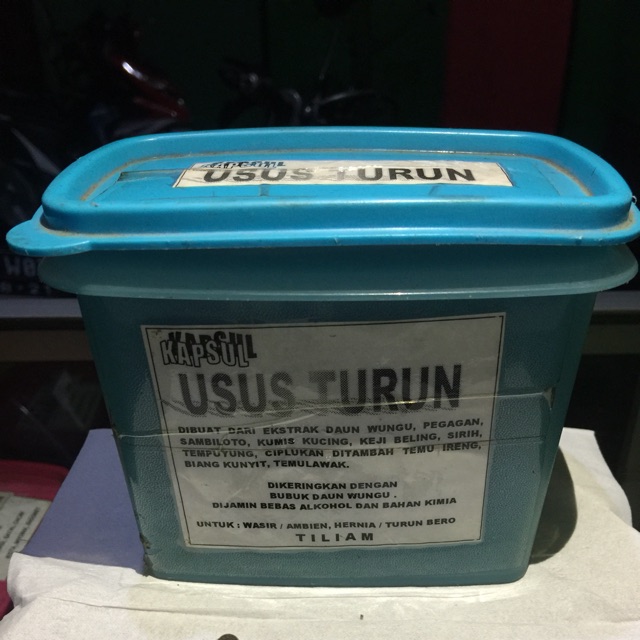 KAPSUL
USUS TURUN
KAPSUL
USUS TURUN
DIBUAT DARI EKSTRAK DAUN WUNGU, PEGAGAN,
SAMBILOTO, KUMIS KUCING, KEJI BELING, SIRIH,
TEMPUYUNG, CIPLUKAN DITAMBAH TEMU IRENG,
BIANG KUNYIT, TEMULAWAK.
DIKERINGKAN DENGAN
BUBUK DAUN WUNGU .
DIJAMIN BEBAS ALKOHOL DAN BAHAN KIMIA
UNTUK : WASIR / AMBIEN, HERNIA / TURUN BERO
TILIAM